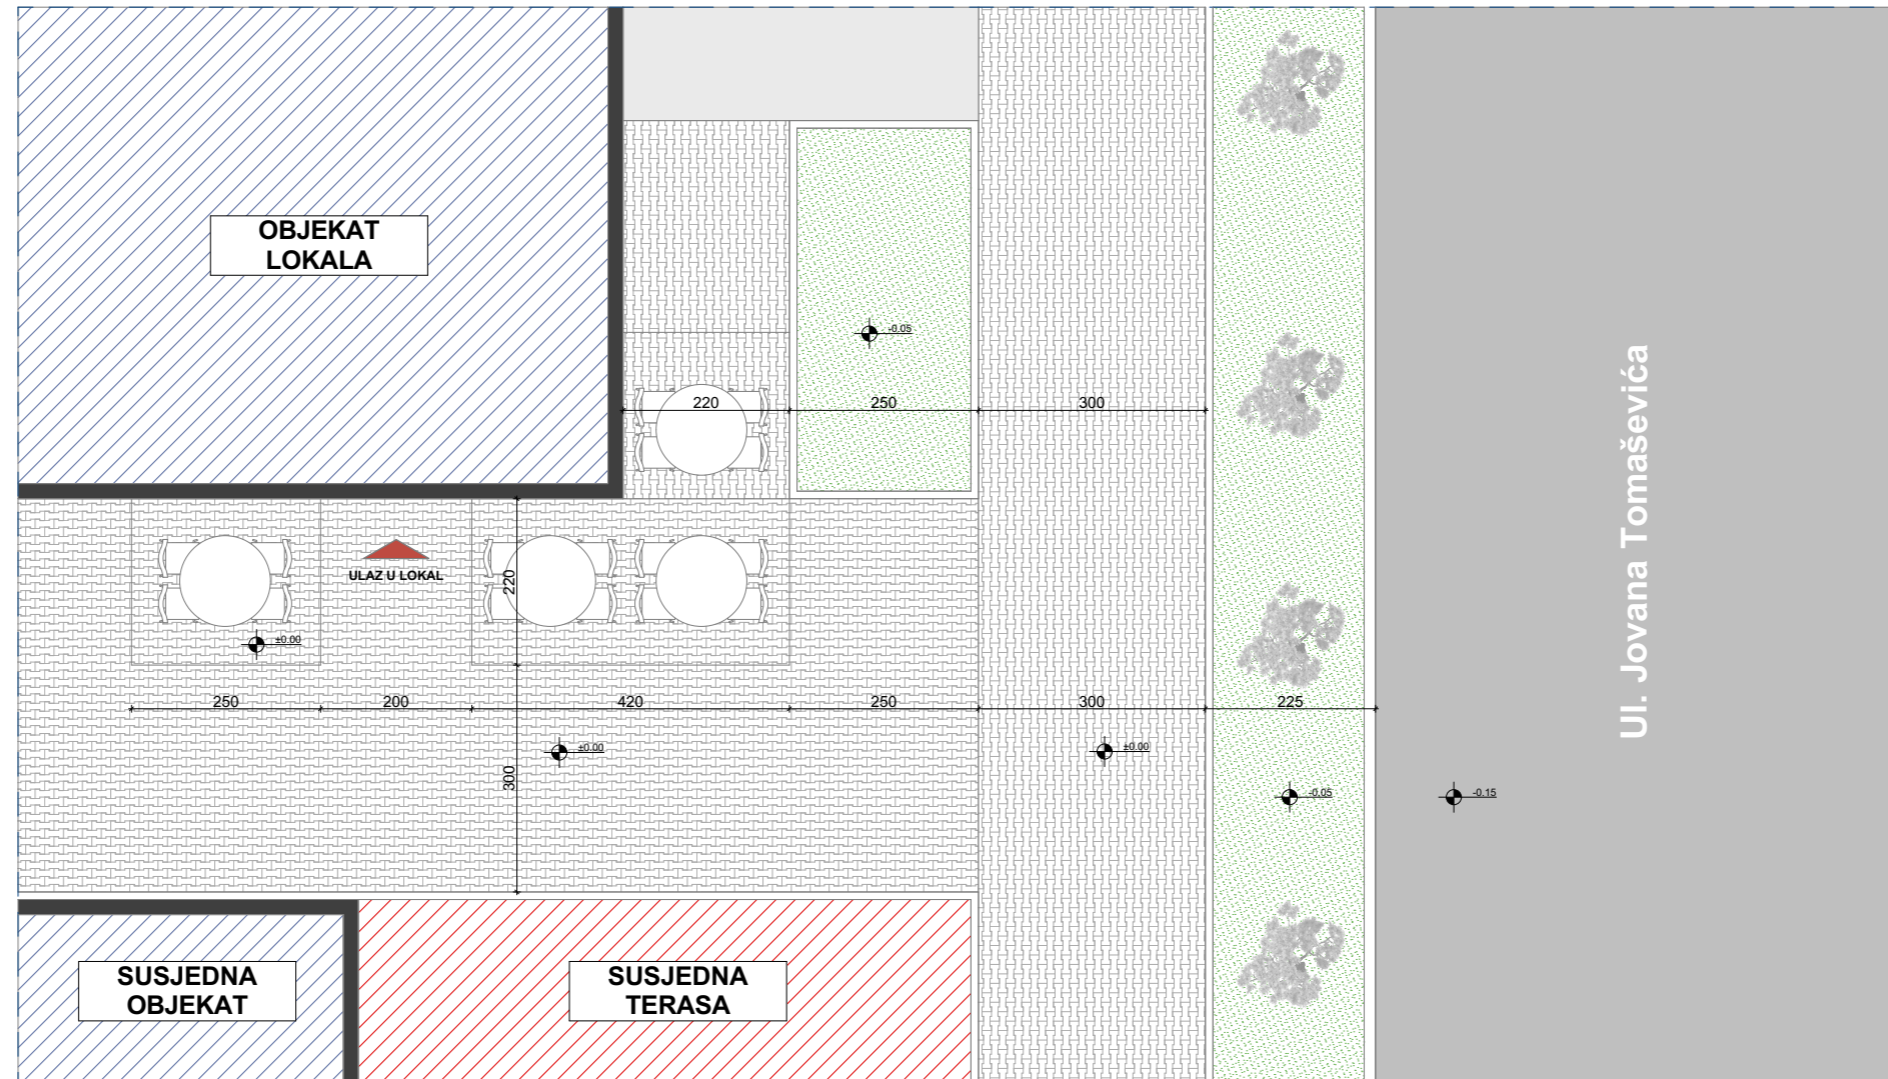 OBJEKAT
LOKALA
-0.05
220
250
300
ULAZ U LOKAL
220
±0.00
250
200
420
250
300
225
±0.00
±0.00
300
-0.05
-0.15
Ul. Jovana Tomaševića
SUSJEDNA
OBJEKAT
SUSJEDNA
TERASA